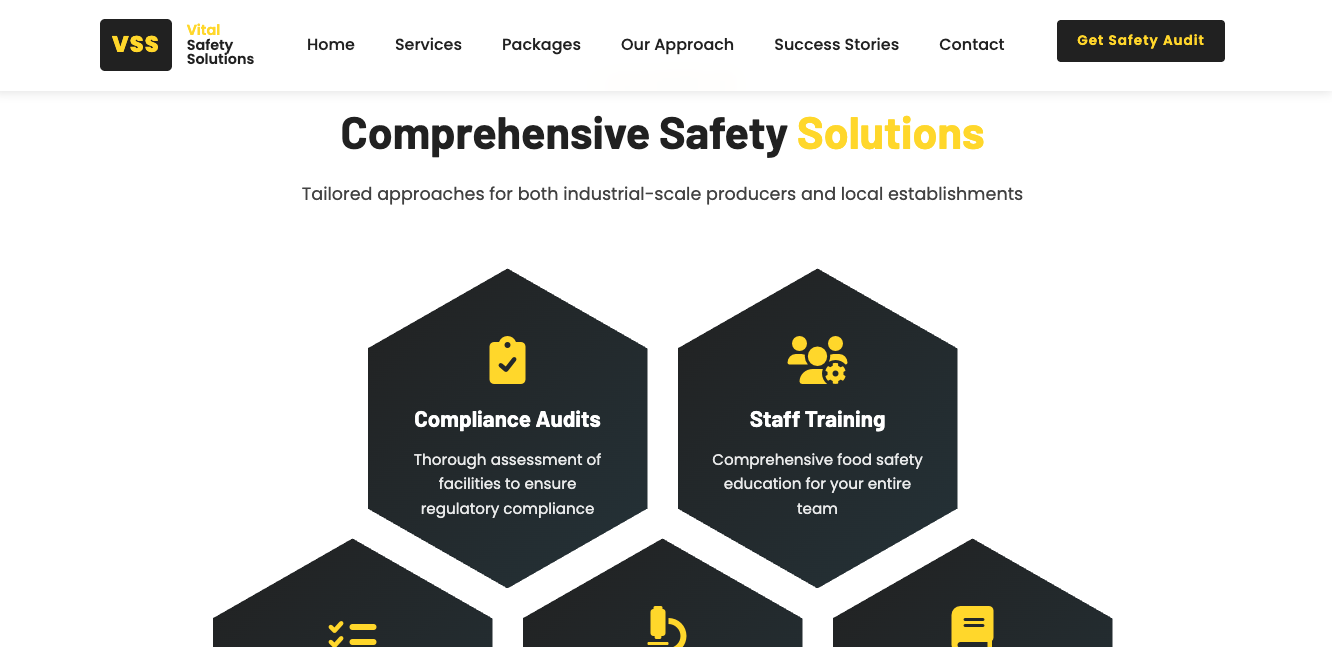 VSS
Vital
Safety
Solutions
Home
Services
Packages
Our Approach
Success Stories
Contact
Get Safety Audit
Comprehensive Safety Solutions
Tailored approaches for both industrial-scale producers and local establishments
Compliance Audits
Thorough assessment of
facilities to ensure
regulatory compliance
Staff Training
Comprehensive food safety
education for your entire
team